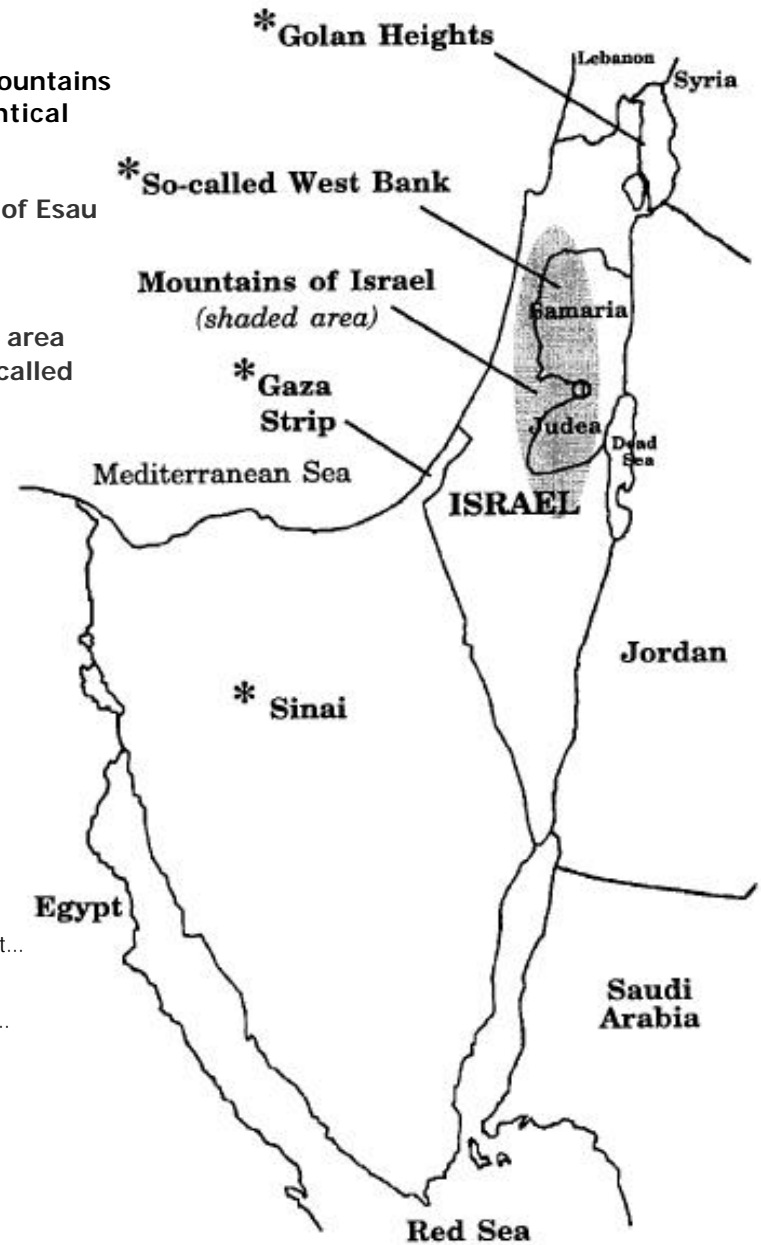 *Golan Heights
Lebanon
Syria
ountains
ntical
*So-called West Bank
of Esau
Mountains of Israel
(shaded area)
Samaria
area
called
*Gaza
Strip
Judea
Dead
Sea
Mediterranean Sea
ISRAEL
Jordan
* Sinai
Egypt
t...
Saudi
Arabia
..
Red Sea